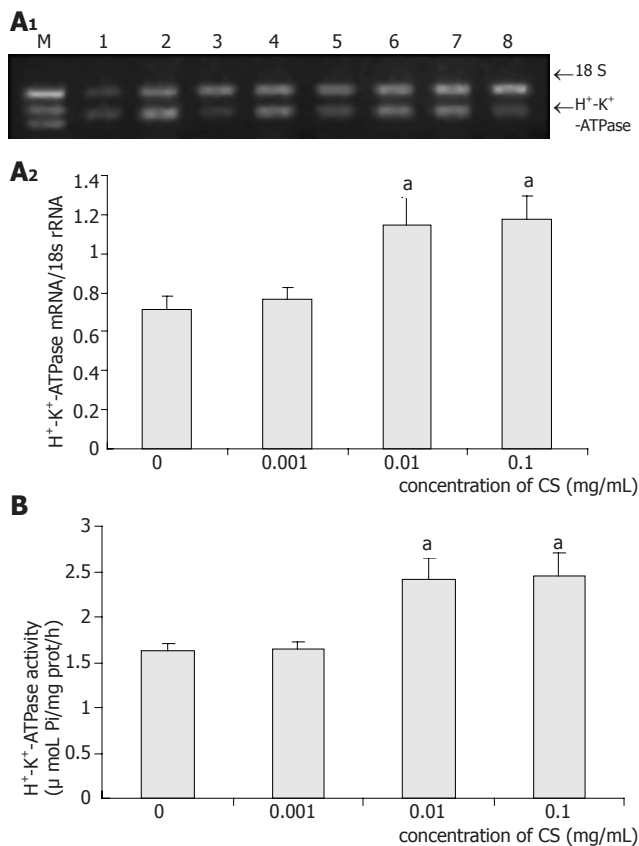 A1
M 1 2 3 4 5 6 7 8
←18 S
←H⁺-K⁺
-ATPase
A2
H⁺-K⁺-ATPase mRNA/18s rRNA
1.4
1.2
1
0.8
0.6
0.4
0.2
0
a a
0 0.001 0.01 0.1
concentration of CS (mg/mL)
B
H⁺-K⁺-ATPase activity
(μ moL Pi/mg prot/h)
3
2.5
2
1.5
1
0.5
0
a a
0 0.001 0.01 0.1
concentration of CS (mg/mL)